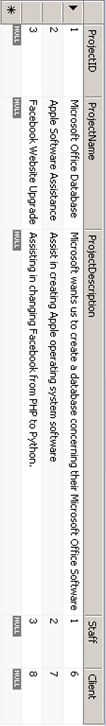 ProjectID ProjectName ProjectDescription Staff Client
1 Microsoft Office Database Microsoft wants us to create a database concerning their Microsoft Office Software 1 6
2 Apple Software Assistance Assist in creating Apple operating system software 2 7
3 Facebook Website Upgrade Assisting in changing Facebook from PHP to Python. 3 8
NULL NULL NULL NULL NULL